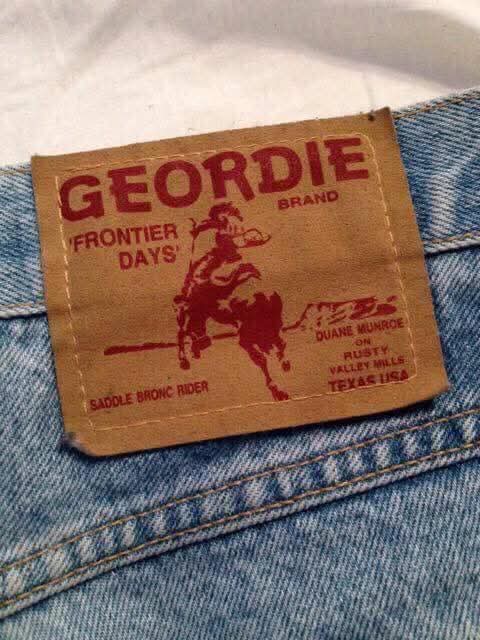 GEORDIE
BRAND
'FRONTIER
DAYS'
DUANE MUNROE
ON
RUSTY
VALLEY MILLS
TEXAS USA
SADDLE BRONC RIDER